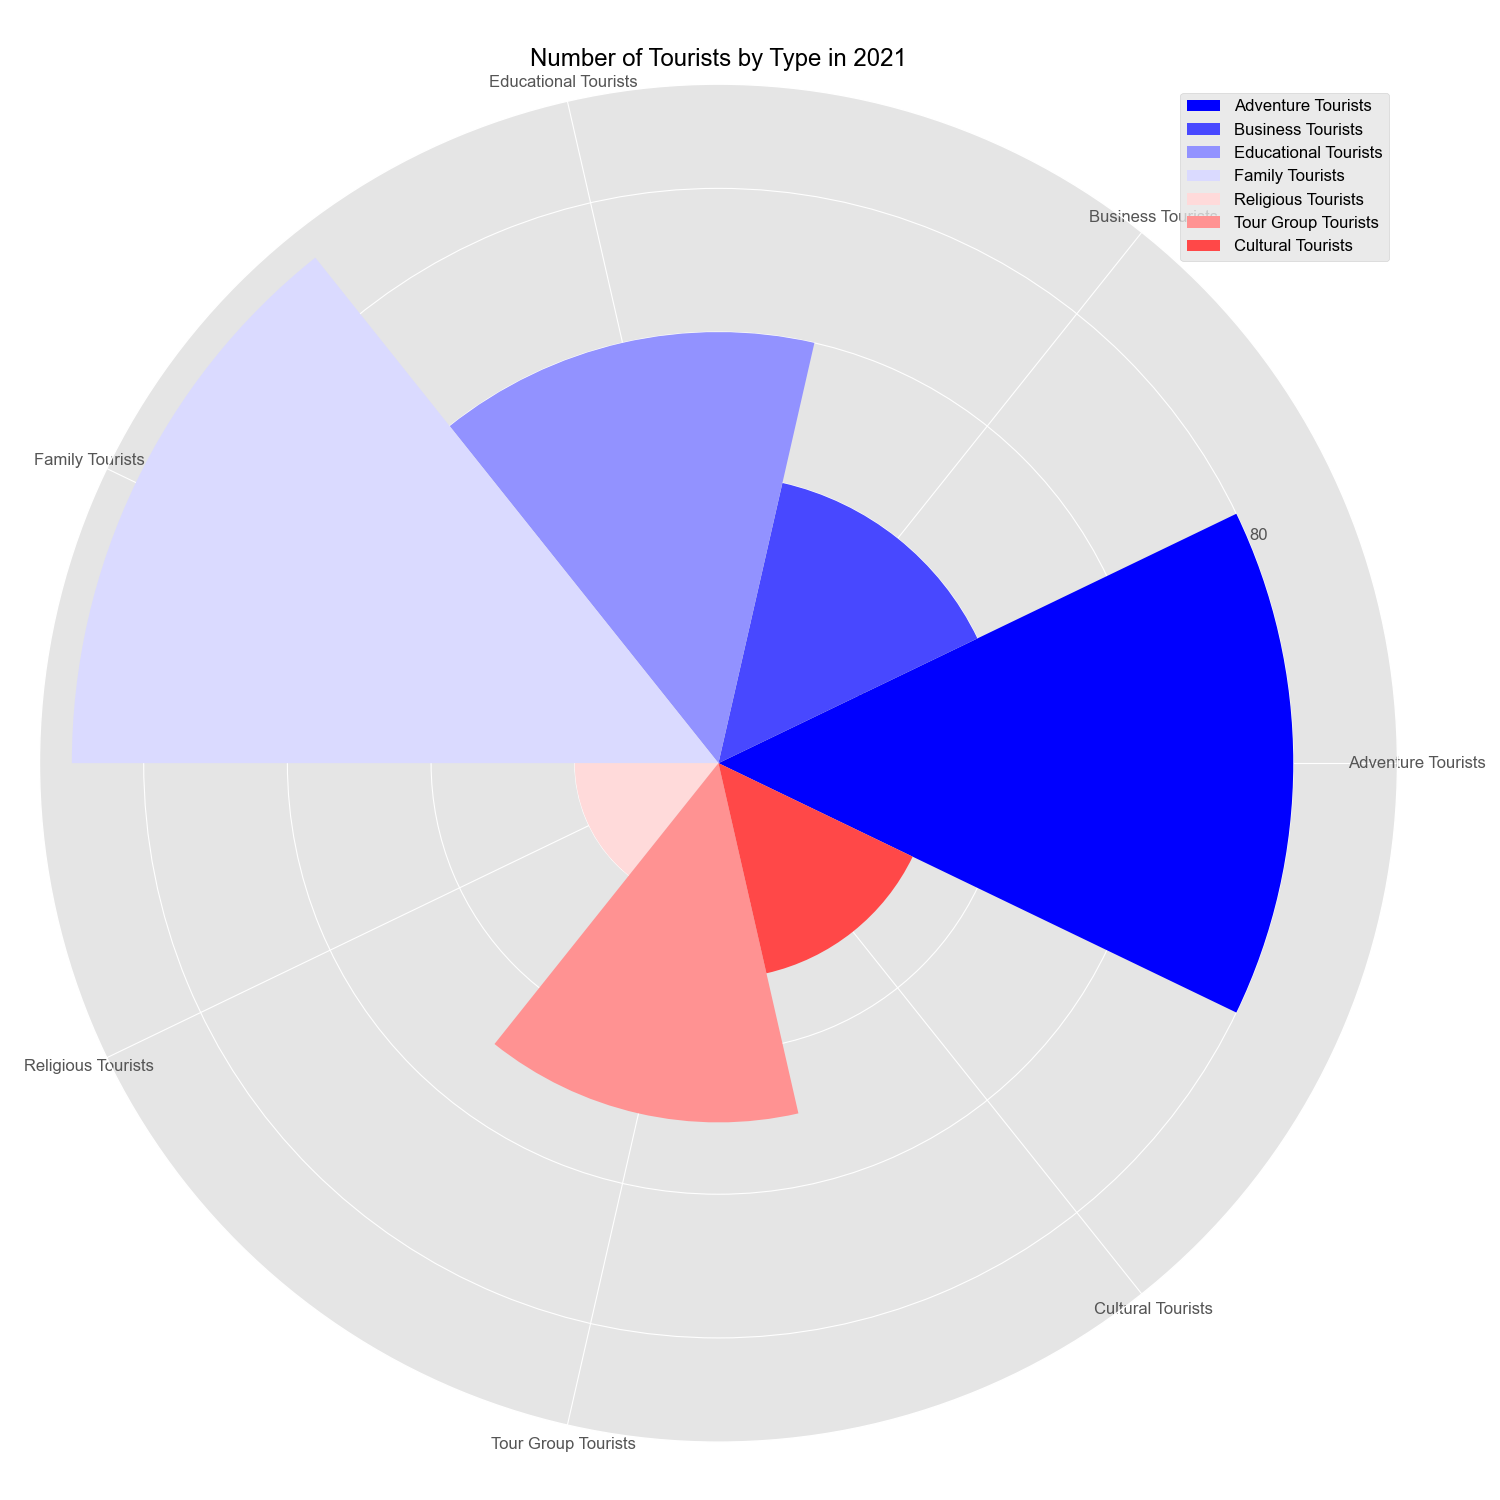 Number of Tourists by Type in 2021
Educational Tourists
Adventure Tourists
Business Tourists
Educational Tourists
Family Tourists
Religious Tourists
Tour Group Tourists
Cultural Tourists
Business Tourists
Family Tourists
80
Adventure Tourists
Religious Tourists
Cultural Tourists
Tour Group Tourists